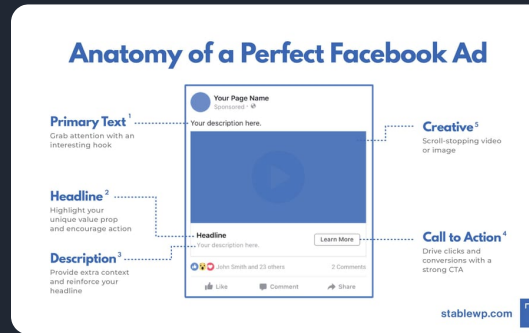 Anatomy of a Perfect Facebook Ad
Primary Text 1
Grab attention with an
interesting hook
Headline 2
Highlight your
unique value prop
and encourage action
Description 3
Provide extra context
and reinforce your
headline
Your Page Name
Sponsored ·
Your description here.
Headline
Your description here.
Learn More
John Smith and 23 others
2 Comments
Like
Comment
Share
Creative 5
Scroll-stopping video
or image
Call to Action 4
Drive clicks and
conversions with a
strong CTA
stablewp.com